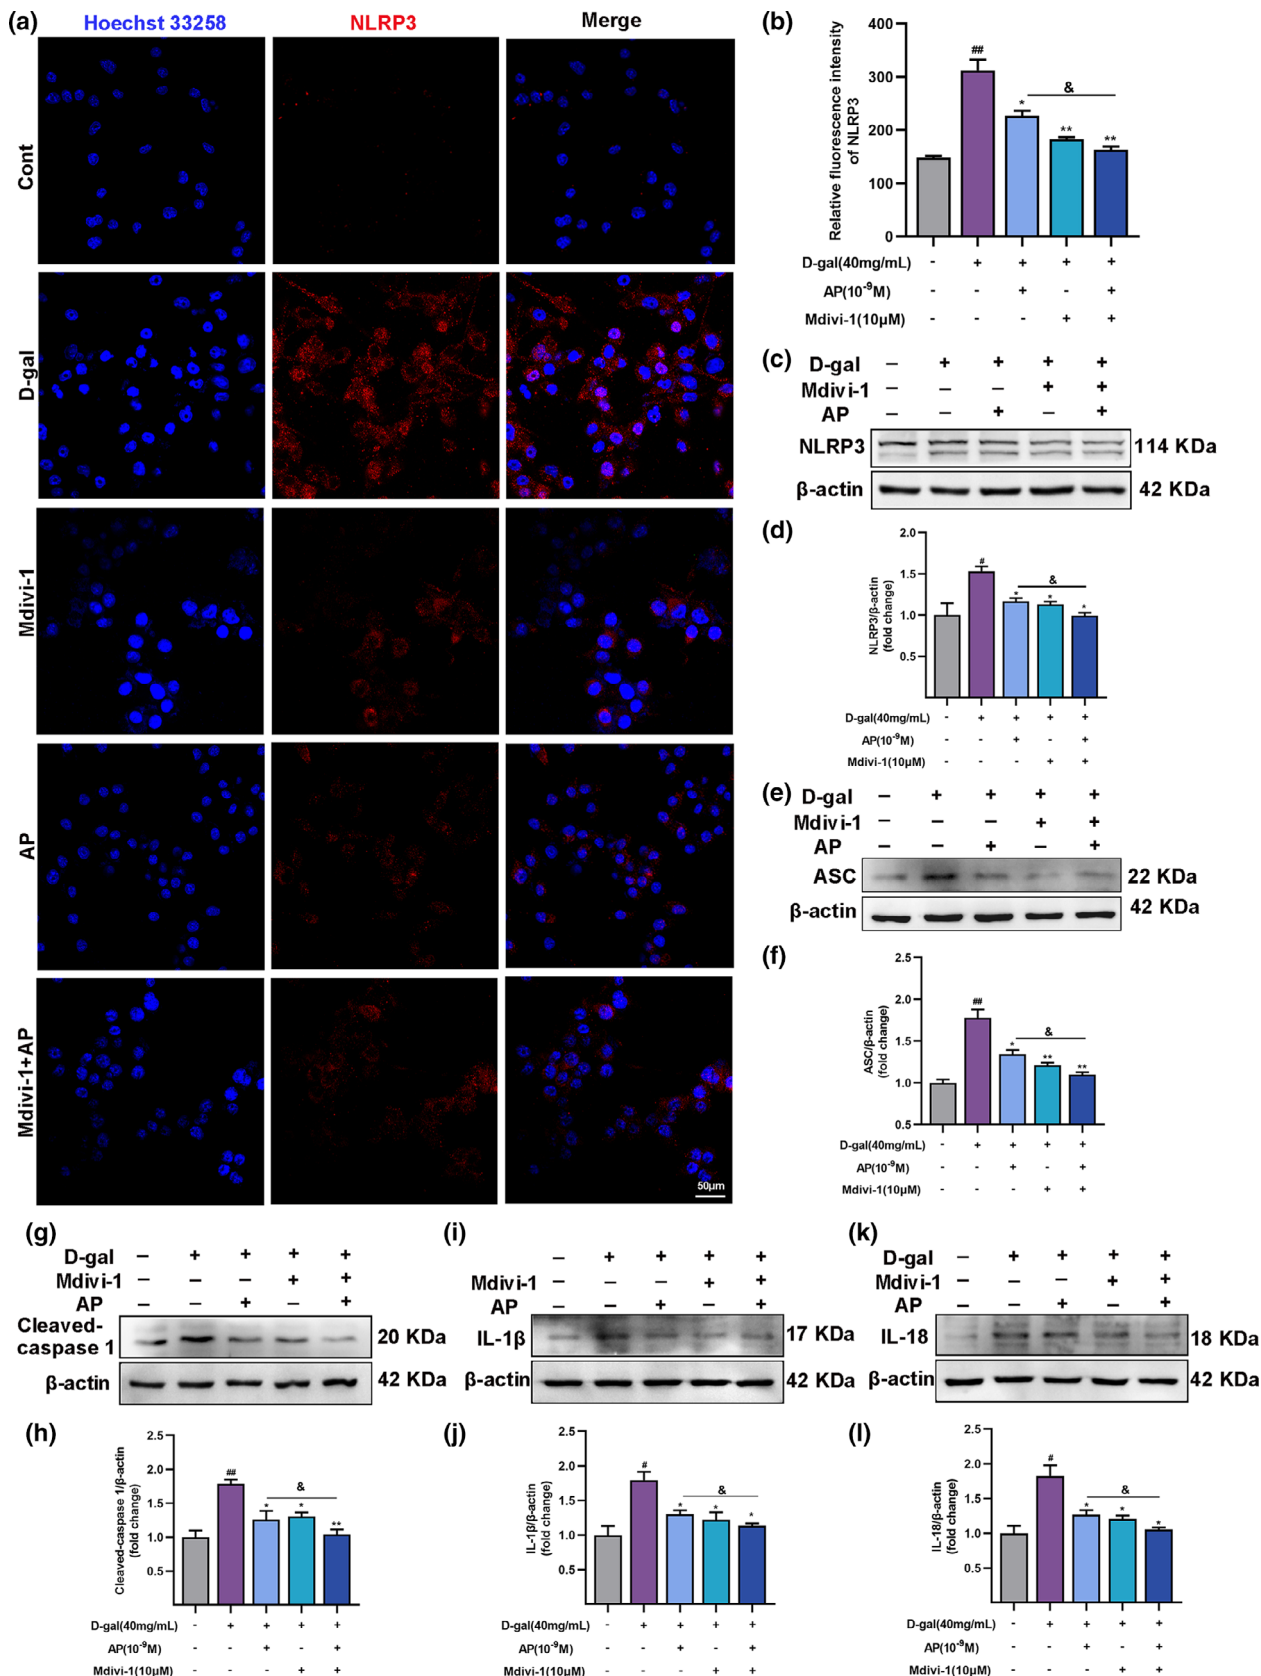 (a) Hoechst 33258 NLRP3 Merge
Cont
D-gal
Mdivi-1
AP
Mdivi-1+AP
50μm
(b)
Relative fluorescence intensity
of NLRP3
400
300
200
100
0
## * ** ** &
D-gal(40mg/mL) - + + + +
AP(10⁻⁹M) - - + - +
Mdivi-1(10μM) - - - + +
(c)
D-gal – + + + +
Mdivi-1 – – – + +
AP – – + – +
NLRP3 114 KDa
β-actin 42 KDa
(d)
NLRP3/β-actin
(fold change)
2.0
1.5
1.0
0.5
# * * * &
D-gal(40mg/mL) - + + + +
AP(10⁻⁹M) - - + - +
Mdivi-1(10μM) - - - + +
(e)
D-gal – + + + +
Mdivi-1 – – – + +
AP – – + – +
ASC 22 KDa
β-actin 42 KDa
(f)
ASC/β-actin
(fold change)
2.5
2.0
1.5
1.0
0.5
## * ** ** &
D-gal(40mg/mL) - + + + +
AP(10⁻⁹M) - - + - +
Mdivi-1(10μM) - - - + +
(g)
D-gal – + + + +
Mdivi-1 – – – + +
AP – – + – +
Cleaved-
caspase 1 20 KDa
β-actin 42 KDa
(h)
Cleaved-caspase 1/β-actin
(fold change)
2.5
2.0
1.5
1.0
0.5
## * * ** &
D-gal(40mg/mL) - + + + +
AP(10⁻⁹M) - - + - +
Mdivi-1(10μM) - - - + +
(i)
D-gal – + + + +
Mdivi-1 – – – + +
AP – – + – +
IL-1β 17 KDa
β-actin 42 KDa
(j)
IL-1β/β-actin
(fold change)
2.5
2.0
1.5
1.0
0.5
# * * * &
D-gal(40mg/mL) - + + + +
AP(10⁻⁹M) - - + - +
Mdivi-1(10μM) - - - + +
(k)
D-gal – + + + +
Mdivi-1 – – – + +
AP – – + – +
IL-18 18 KDa
β-actin 42 KDa
(l)
IL-18/β-actin
(fold change)
2.5
2.0
1.5
1.0
0.5
# * * * &
D-gal(40mg/mL) - + + + +
AP(10⁻⁹M) - - + - +
Mdivi-1(10μM) - - - + +